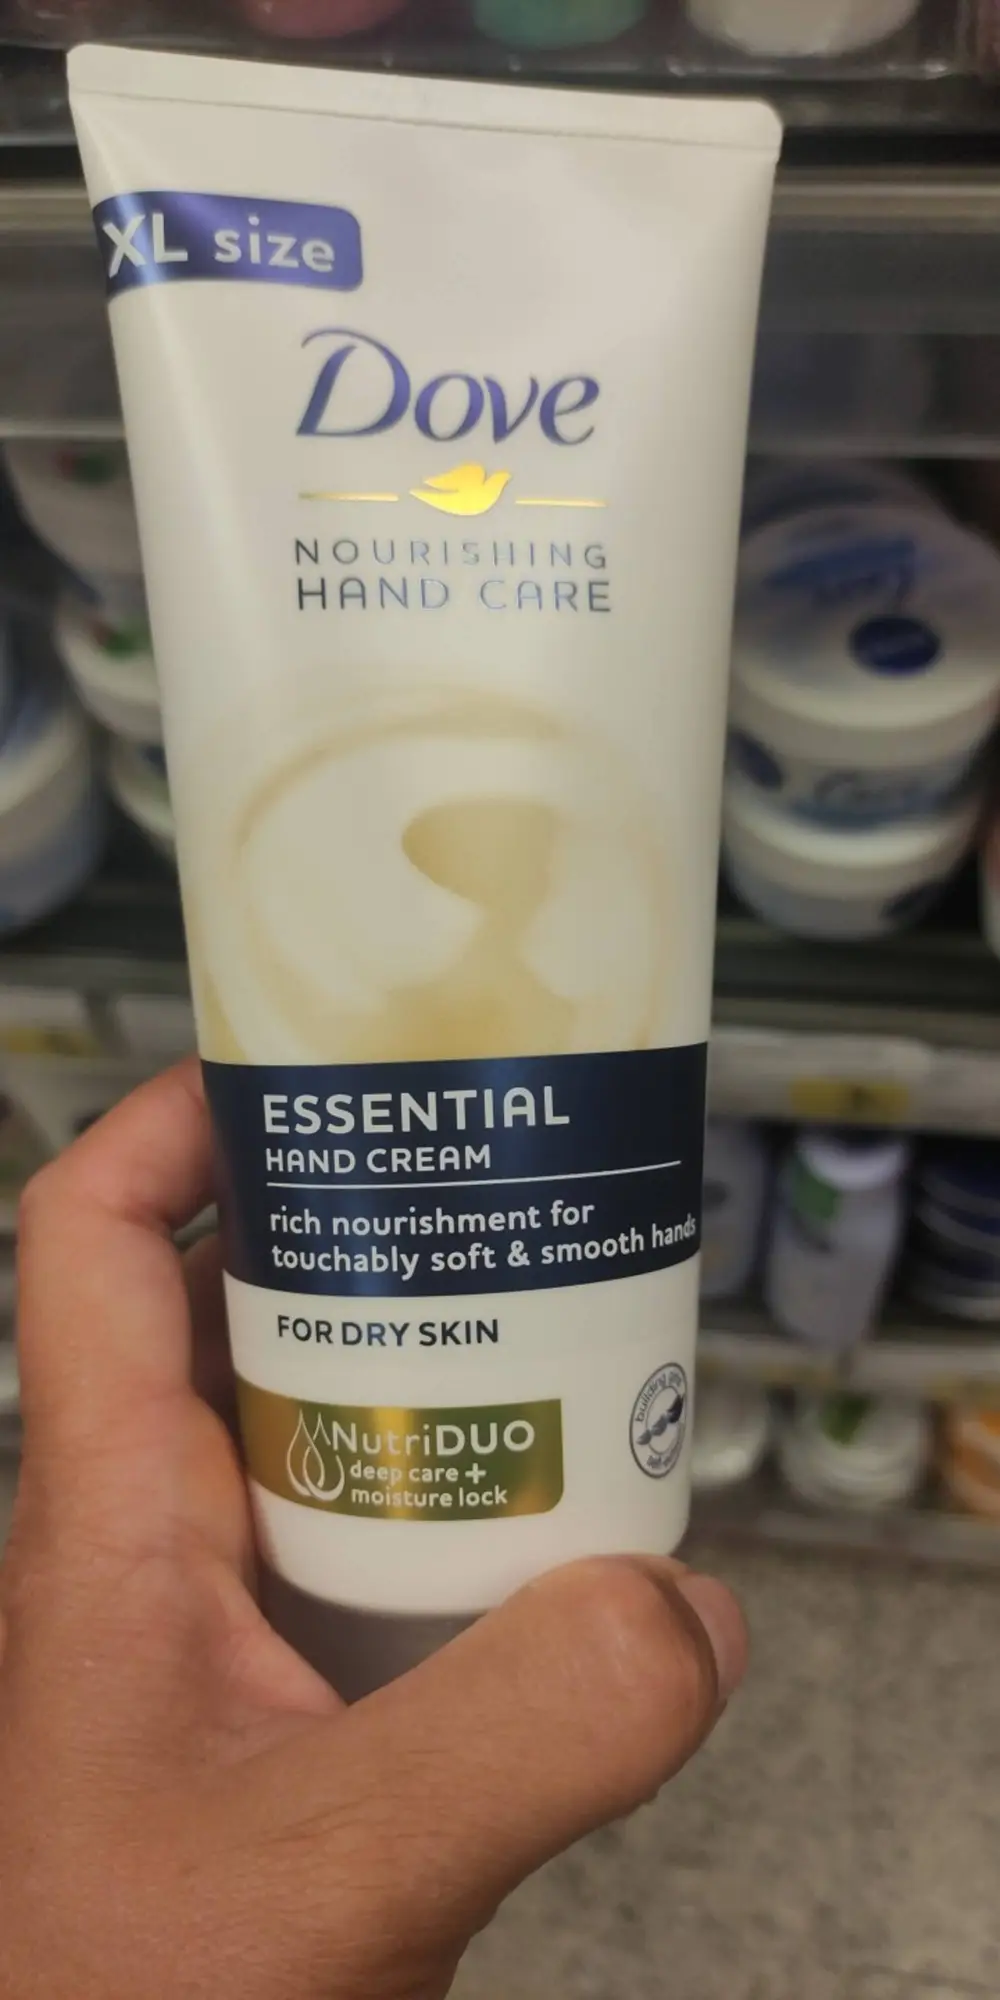 XL size
Dove
NOURISHING
HAND CARE
ESSENTIAL
HAND CREAM
rich nourishment for
touchably soft & smooth hands
FOR DRY SKIN
NutriDUO
deep care +
moisture lock
building